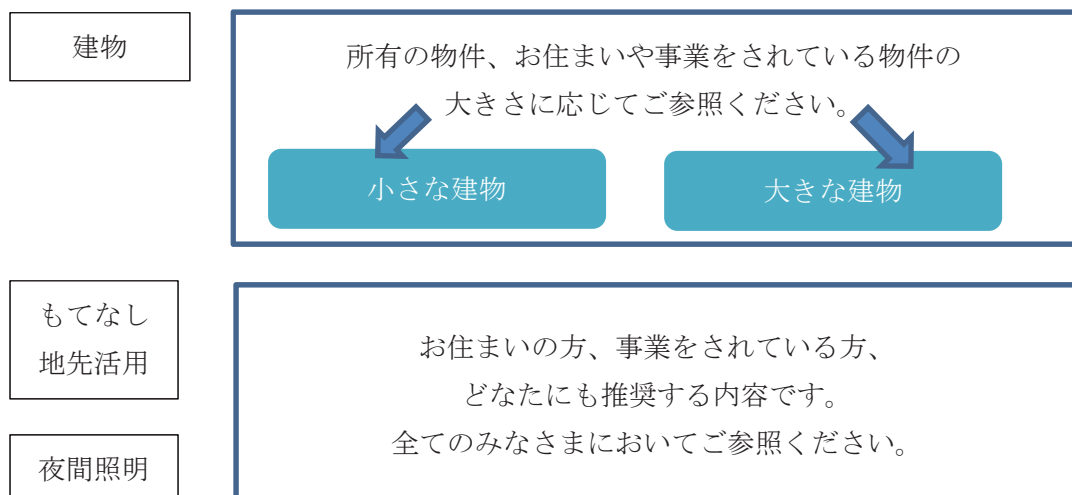 建物
所有の物件、お住まいや事業をされている物件の
大きさに応じてご参照ください。
小さな建物
大きな建物
もてなし
地先活用
お住まいの方、事業をされている方、
どなたにも推奨する内容です。
全てのみなさまにおいてご参照ください。
夜間照明